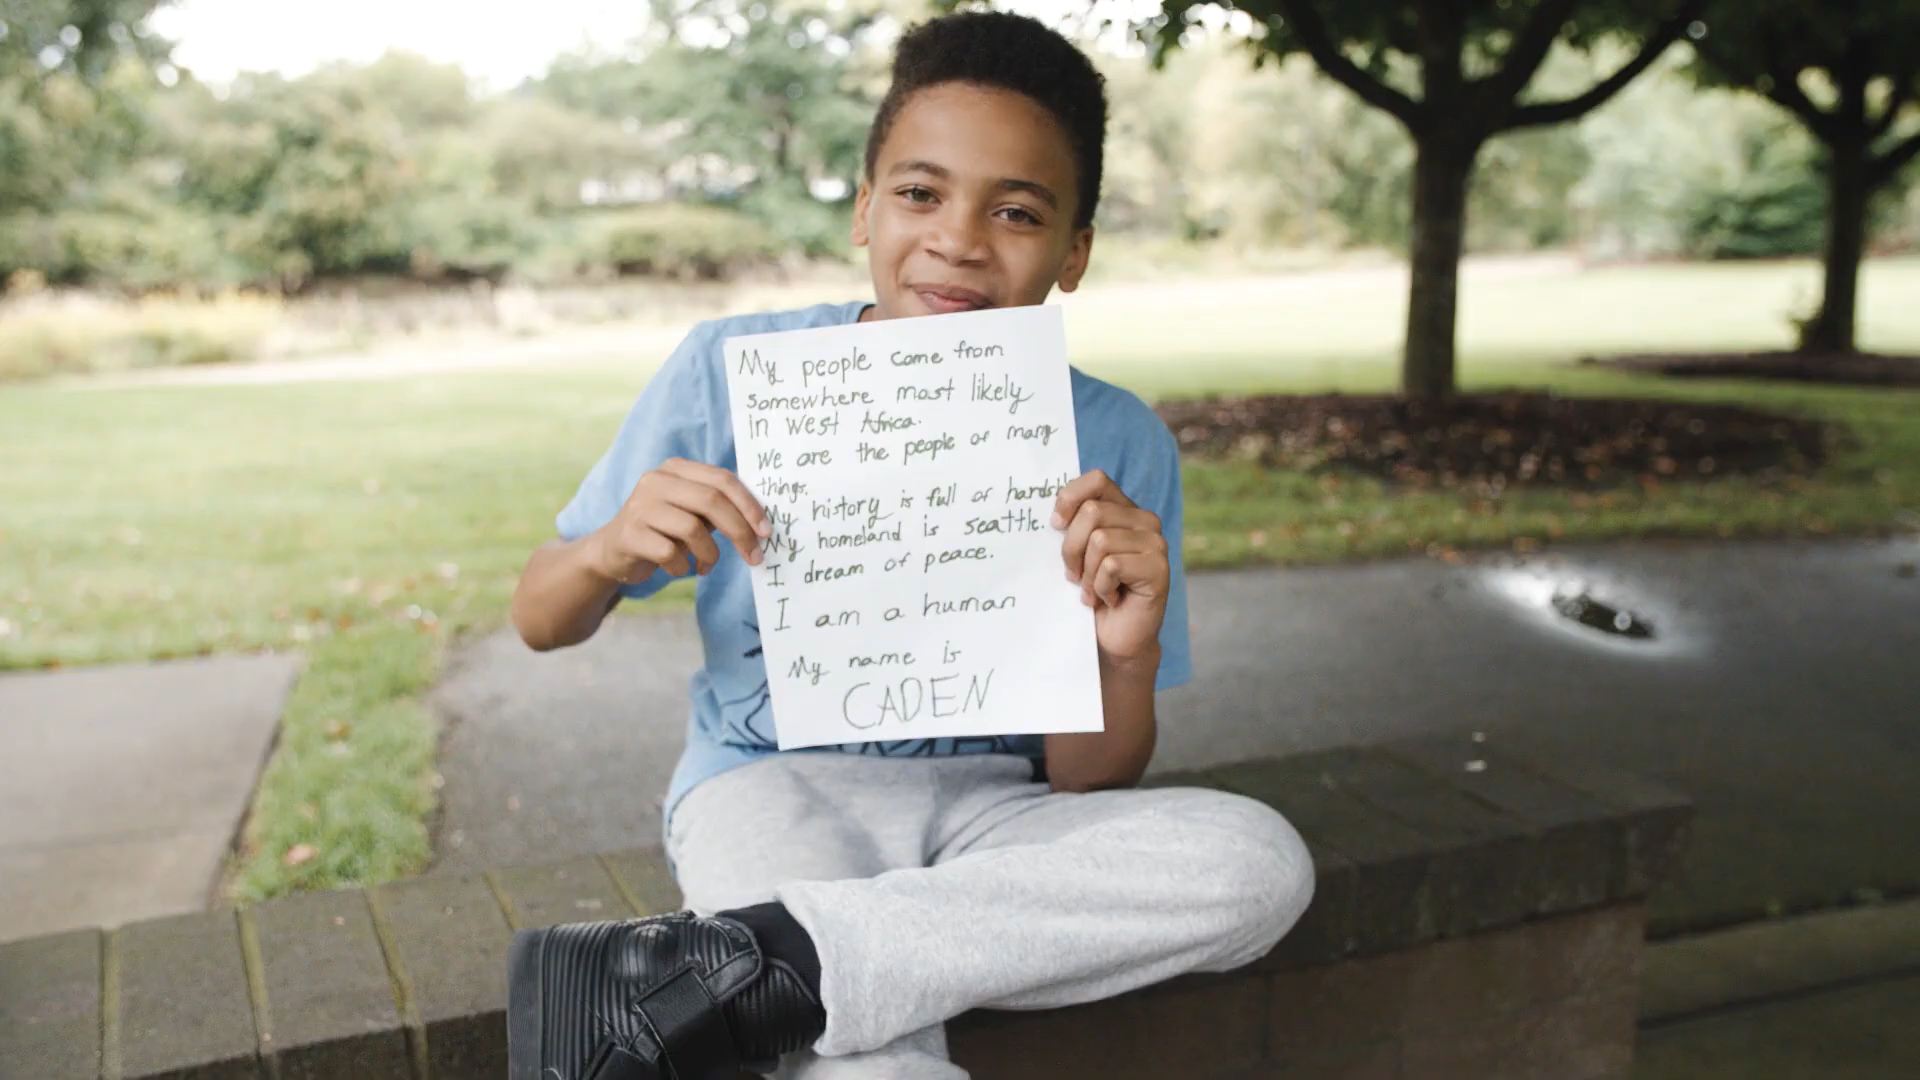 My people come from
somewhere most likely
in west Africa.
We are the people of many
things.
My history is full of
My homeland is seattle.
I dream of peace.
I am a human
My name is
CADEN